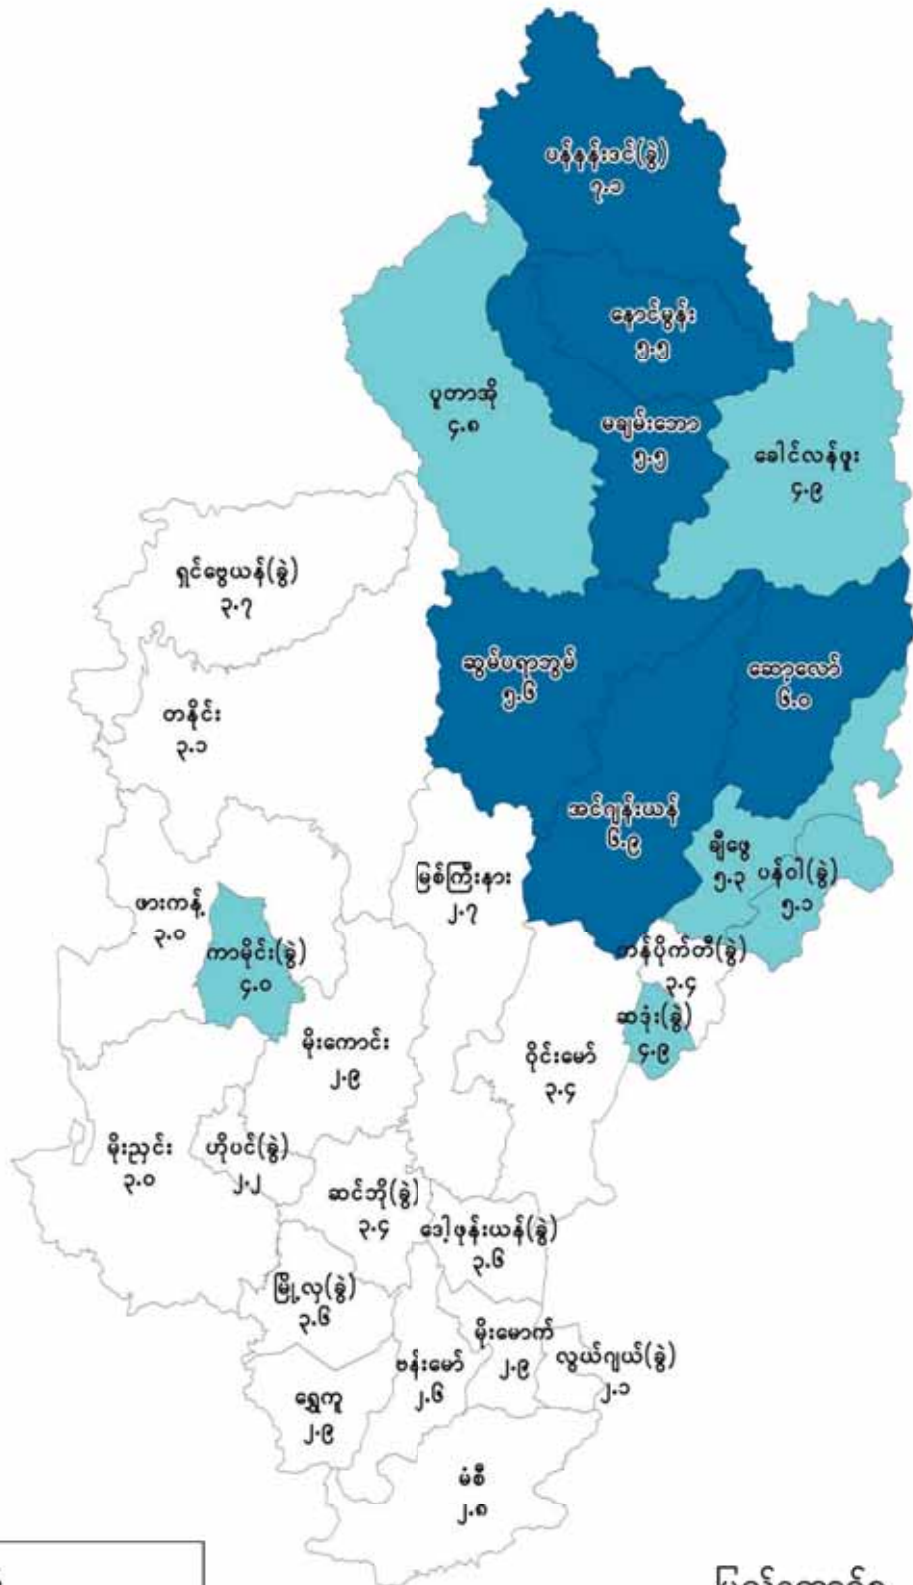 ပန်နန်းဒင်(ခွဲ)
၇.၁
နောင်မွန်း
၅.၅
ပူတာအို
၄.၈
မချမ်းဘော
၅.၅
ခေါင်လန်ဖူး
၄.၉
ရှင်ဗွေယန်(ခွဲ)
၃.၇
ဆွမ်ပရာဘွမ်
၅.၆
ဆော့လော်
၆.၀
တနိုင်း
၃.၁
အင်ဂျန်းယန်
၆.၉
ချီဖွေ
၅.၃
ပန်ဝါ(ခွဲ)
၅.၁
မြစ်ကြီးနား
၂.၇
ဖားကန့်
၃.၀
ကာမိုင်း(ခွဲ)
၄.၀
ကန်ပိုက်တီ(ခွဲ)
၃.၄
ဆဒုံး(ခွဲ)
၄.၉
မိုးကောင်း
၂.၉
ဝိုင်းမော်
၃.၄
မိုးညှင်း
၃.၀
ဟိုပင်(ခွဲ)
၂.၂
ဆင်ဘို(ခွဲ)
၃.၄
ဒေါ့ဖုန်းယန်(ခွဲ)
၃.၆
မြို့လှ(ခွဲ)
၃.၆
မိုးမောက်
၂.၉
လွယ်ဂျယ်(ခွဲ)
၂.၁
ဗန်းမော်
၂.၆
ရွှေကူ
၂.၉
မံစီ
၂.၈